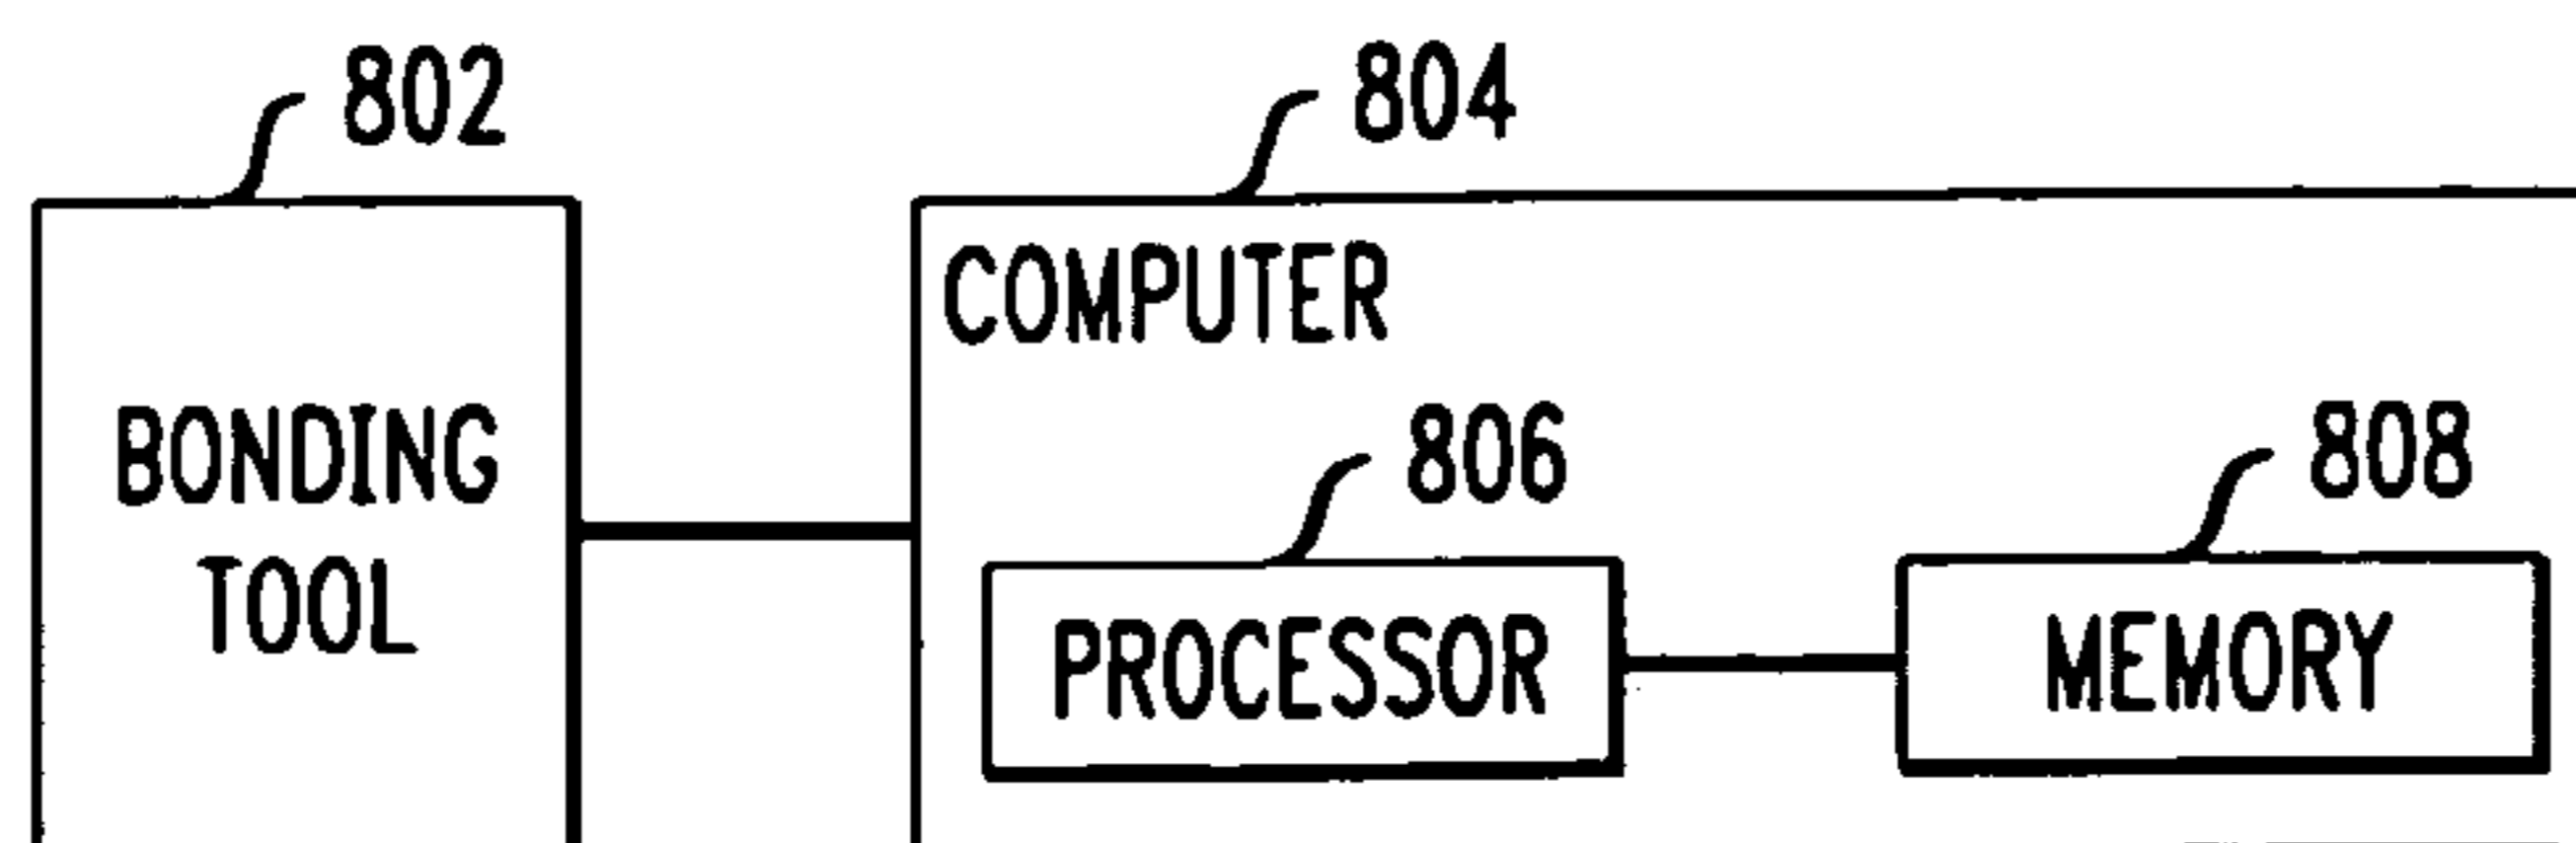 802
804
COMPUTER
BONDING
TOOL
806
808
PROCESSOR
MEMORY